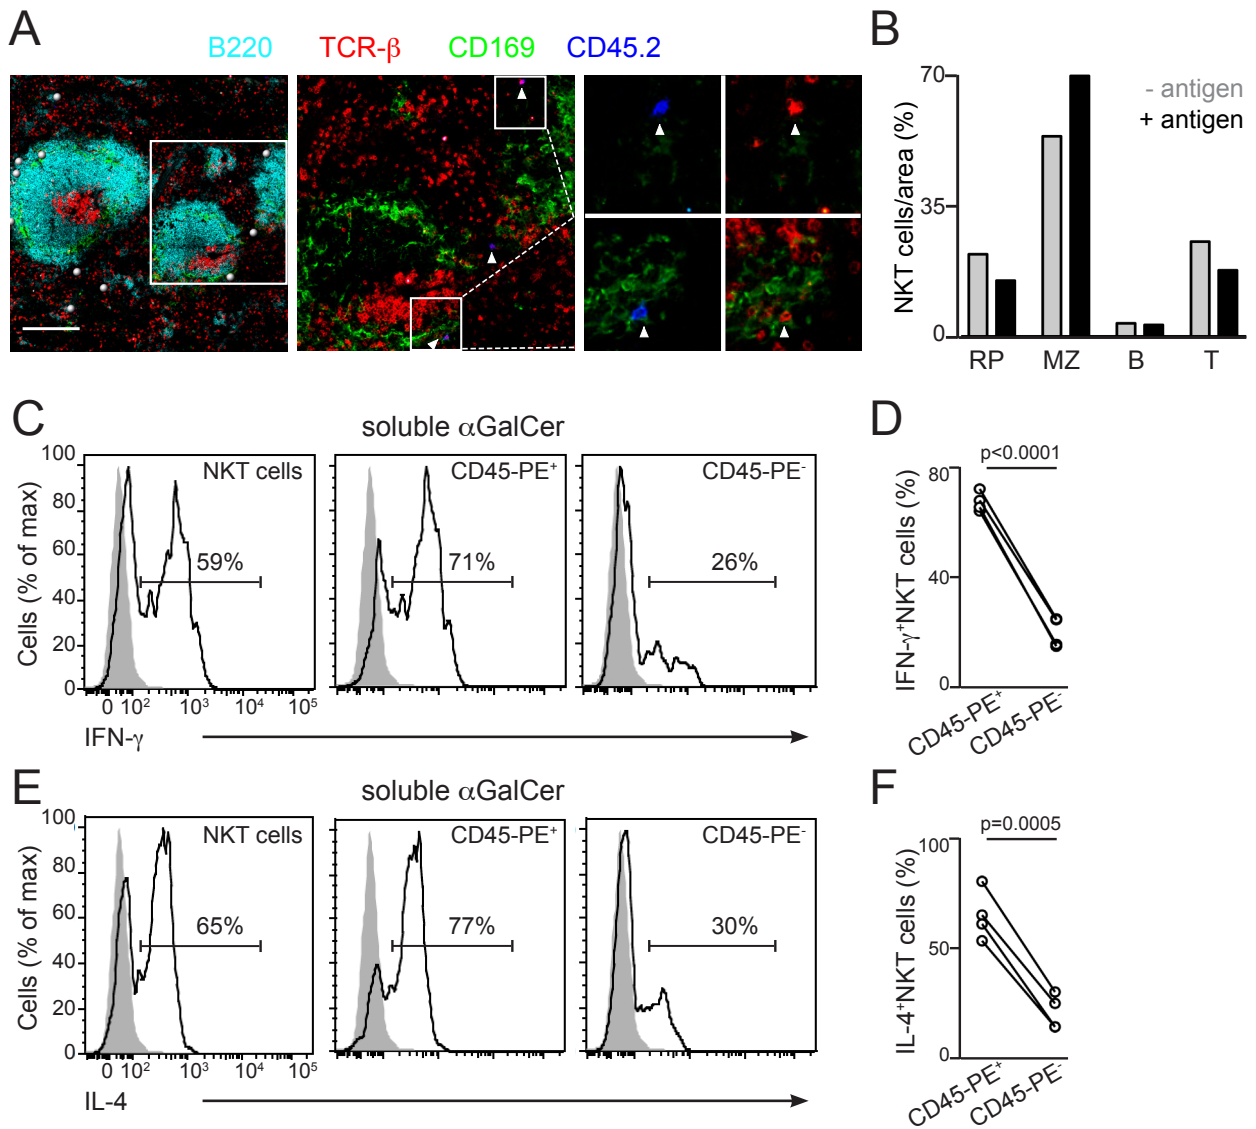 A
B220 TCR-β CD169 CD45.2
B
NKT cells/area (%)
70
35
0
- antigen
+ antigen
RP MZ B T
C
soluble αGalCer
Cells (% of max)
100
80
60
40
20
0
NKT cells
59%
CD45-PE+
71%
CD45-PE-
26%
0 10² 10³ 10⁴ 10⁵
IFN-γ
D
p<0.0001
IFN-γ+NKT cells (%)
80
40
0
CD45-PE+
CD45-PE-
E
soluble αGalCer
Cells (% of max)
100
80
60
40
20
0
NKT cells
65%
CD45-PE+
77%
CD45-PE-
30%
0 10² 10³ 10⁴ 10⁵
IL-4
F
p=0.0005
IL-4+NKT cells (%)
100
50
0
CD45-PE+
CD45-PE-